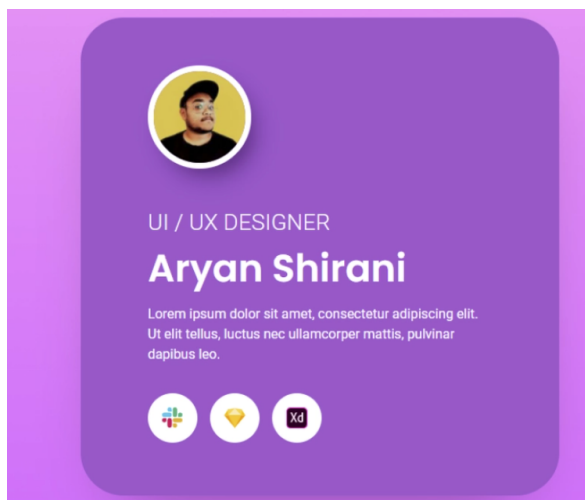 UI / UX DESIGNER
Aryan Shirani
Lorem ipsum dolor sit amet, consectetur adipiscing elit.
Ut elit tellus, luctus nec ullamcorper mattis, pulvinar
dapibus leo.
Xd